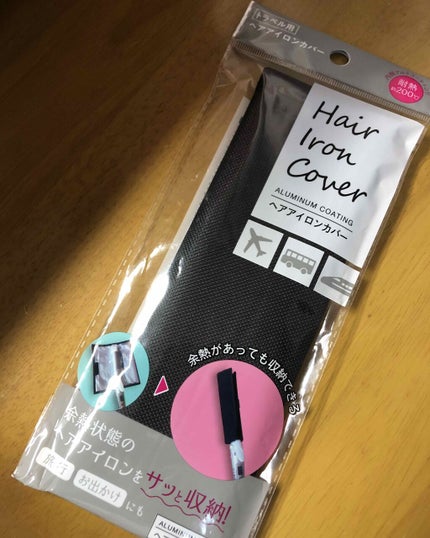 トラベル用
ヘアアイロンカバー
耐熱
約200℃
Hair
Iron
Cover
ALUMINUM COATING
ヘアアイロンカバー
余熱があっても収納できる
余熱状態の
ヘアアイロンをサッと収納!
旅行 お出かけ にも